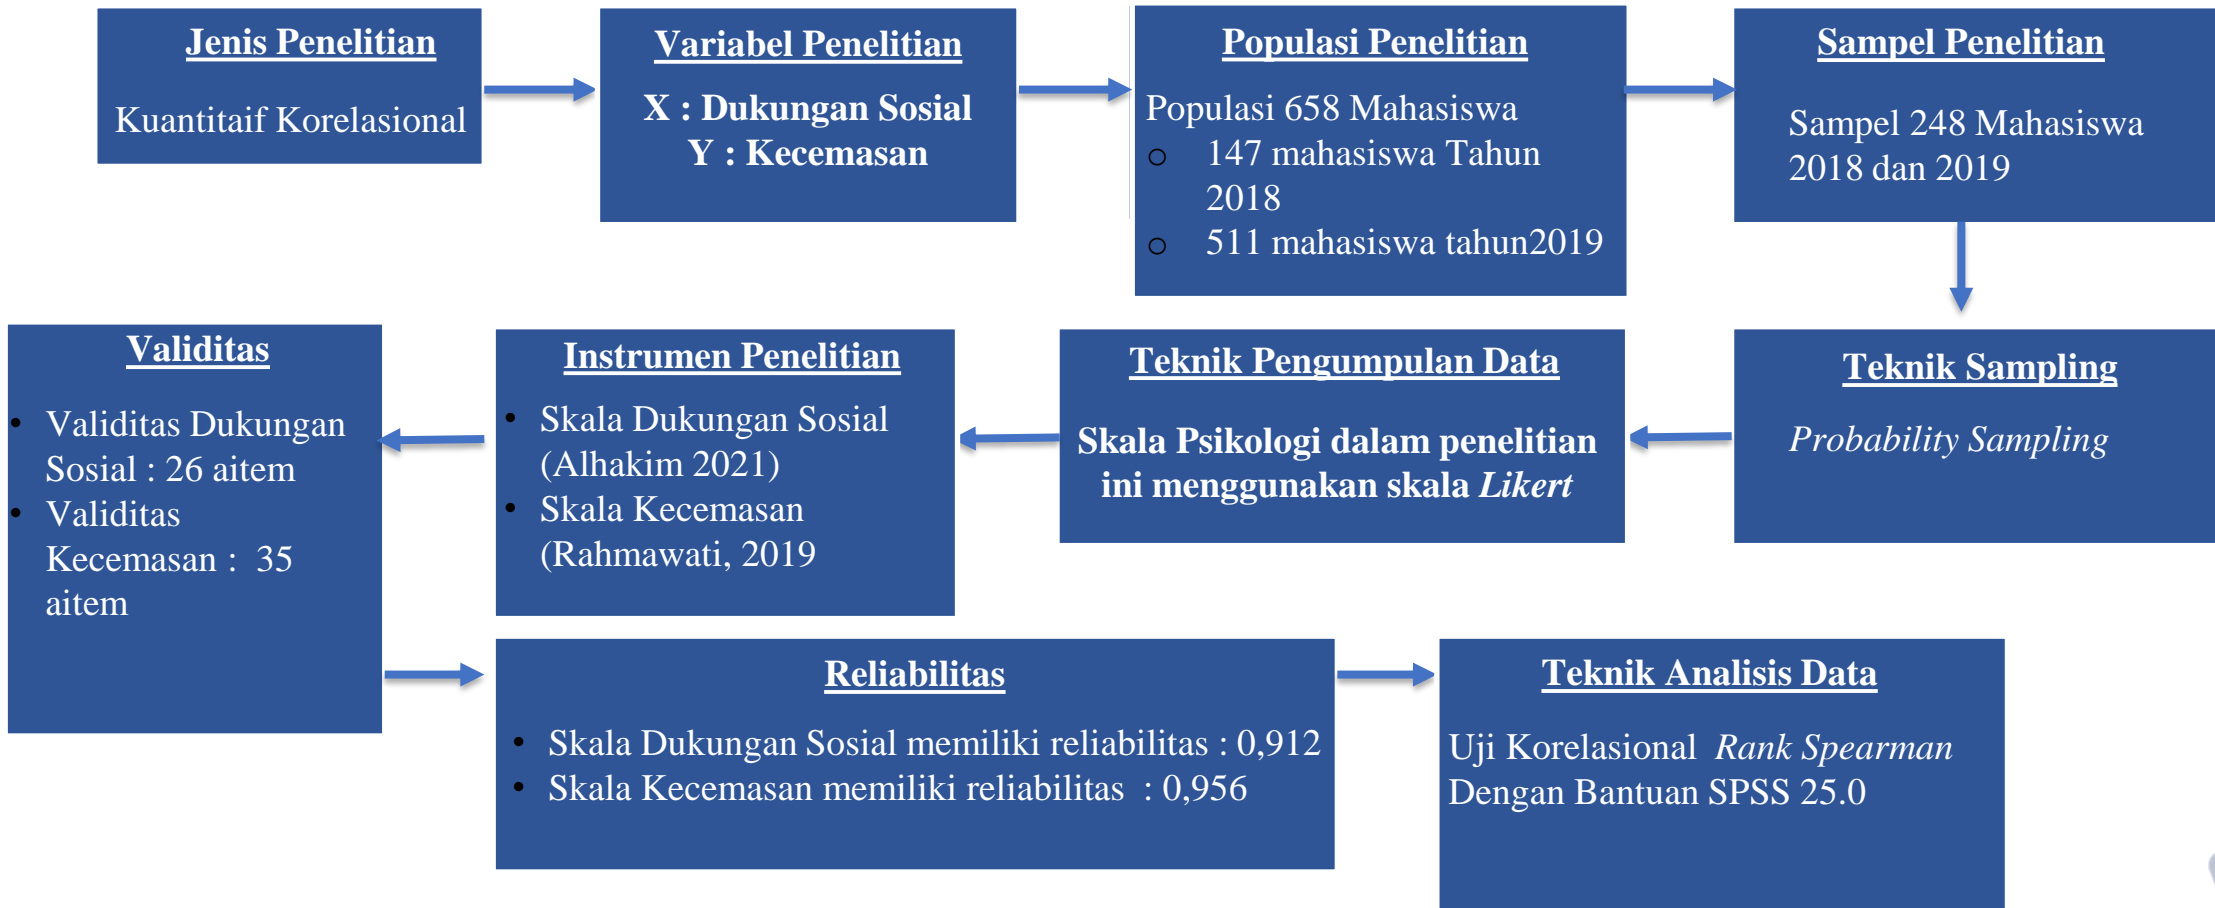 Jenis Penelitian
Kuantitaif Korelasional
Variabel Penelitian
X : Dukungan Sosial
Y : Kecemasan
Populasi Penelitian
Populasi 658 Mahasiswa
o 147 mahasiswa Tahun
2018
o 511 mahasiswa tahun2019
Sampel Penelitian
Sampel 248 Mahasiswa
2018 dan 2019
Teknik Sampling
Probability Sampling
Teknik Pengumpulan Data
Skala Psikologi dalam penelitian
ini menggunakan skala Likert
Instrumen Penelitian
• Skala Dukungan Sosial
(Alhakim 2021)
• Skala Kecemasan
(Rahmawati, 2019
Validitas
• Validitas Dukungan
Sosial : 26 aitem
• Validitas
Kecemasan : 35
aitem
Reliabilitas
• Skala Dukungan Sosial memiliki reliabilitas : 0,912
• Skala Kecemasan memiliki reliabilitas : 0,956
Teknik Analisis Data
Uji Korelasional Rank Spearman
Dengan Bantuan SPSS 25.0